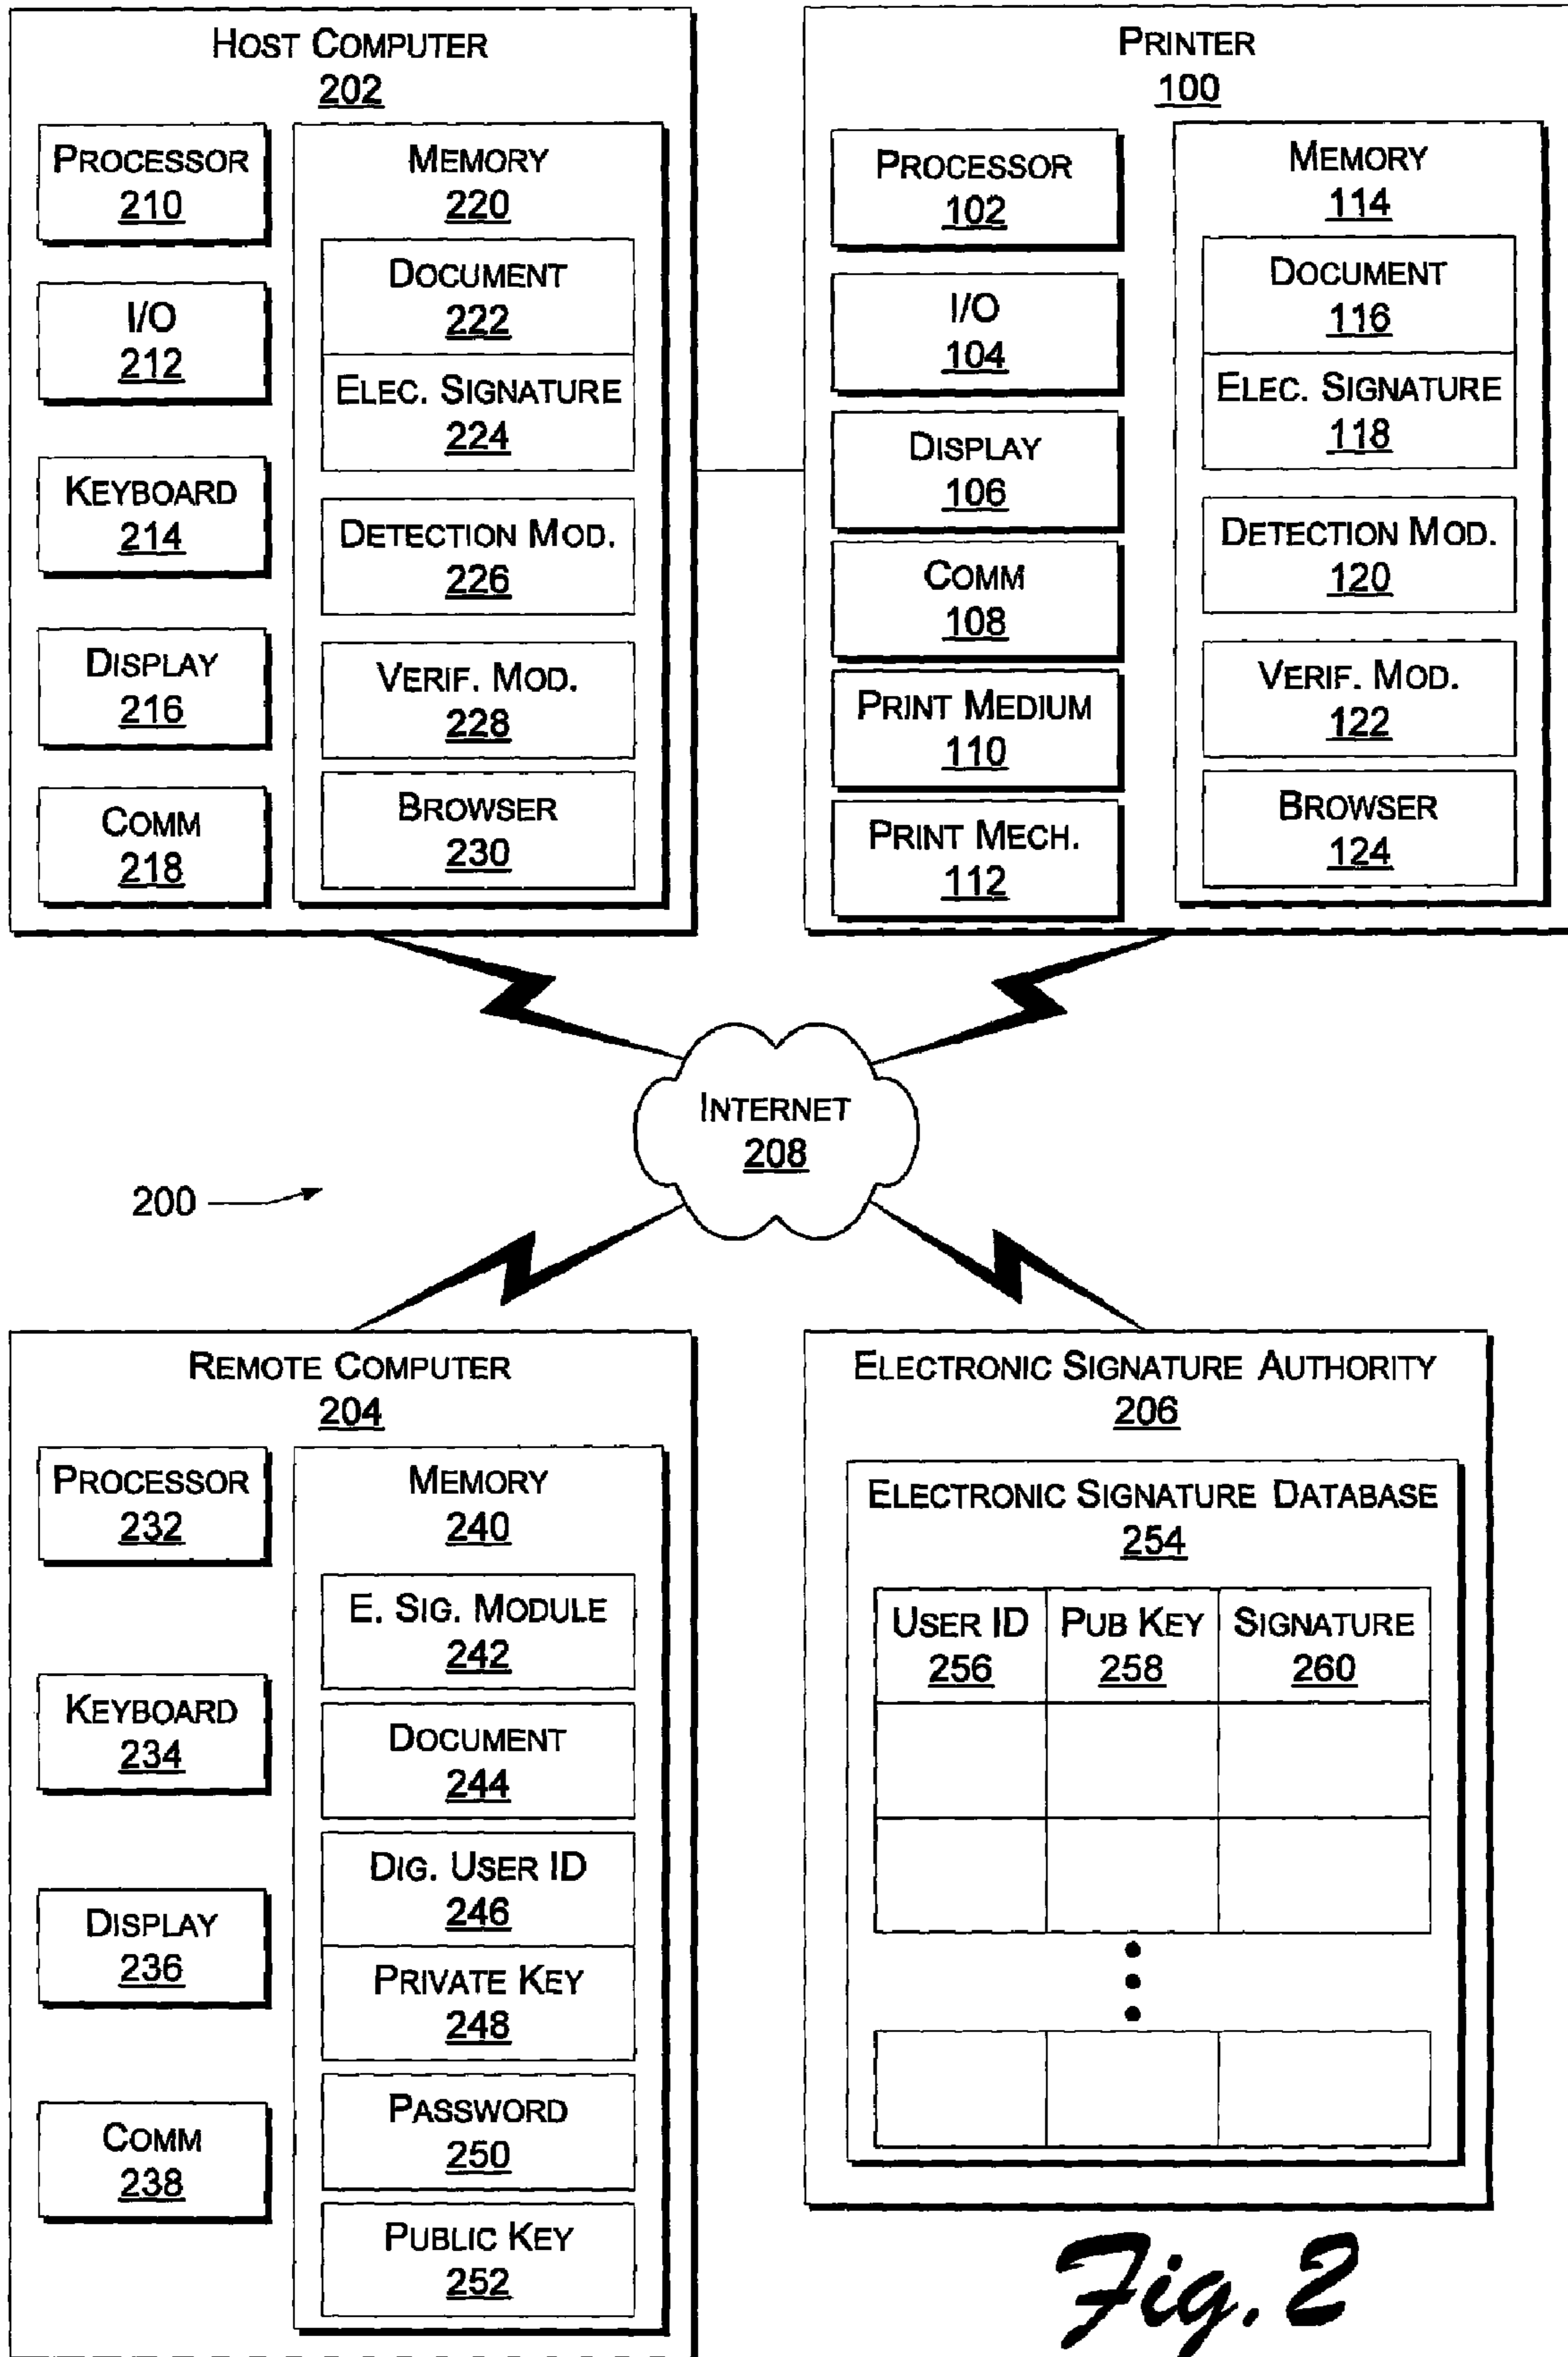 HOST COMPUTER
202
PROCESSOR
210
I/O
212
KEYBOARD
214
DISPLAY
216
COMM
218
MEMORY
220
DOCUMENT
222
ELEC. SIGNATURE
224
DETECTION MOD.
226
VERIF. MOD.
228
BROWSER
230
PRINTER
100
PROCESSOR
102
I/O
104
DISPLAY
106
COMM
108
PRINT MEDIUM
110
PRINT MECH.
112
MEMORY
114
DOCUMENT
116
ELEC. SIGNATURE
118
DETECTION MOD.
120
VERIF. MOD.
122
BROWSER
124
INTERNET
208
200
REMOTE COMPUTER
204
PROCESSOR
232
KEYBOARD
234
DISPLAY
236
COMM
238
MEMORY
240
E. SIG. MODULE
242
DOCUMENT
244
DIG. USER ID
246
PRIVATE KEY
248
PASSWORD
250
PUBLIC KEY
252
ELECTRONIC SIGNATURE AUTHORITY
206
ELECTRONIC SIGNATURE DATABASE
254
USER ID
256
PUB KEY
258
SIGNATURE
260
Fig. 2